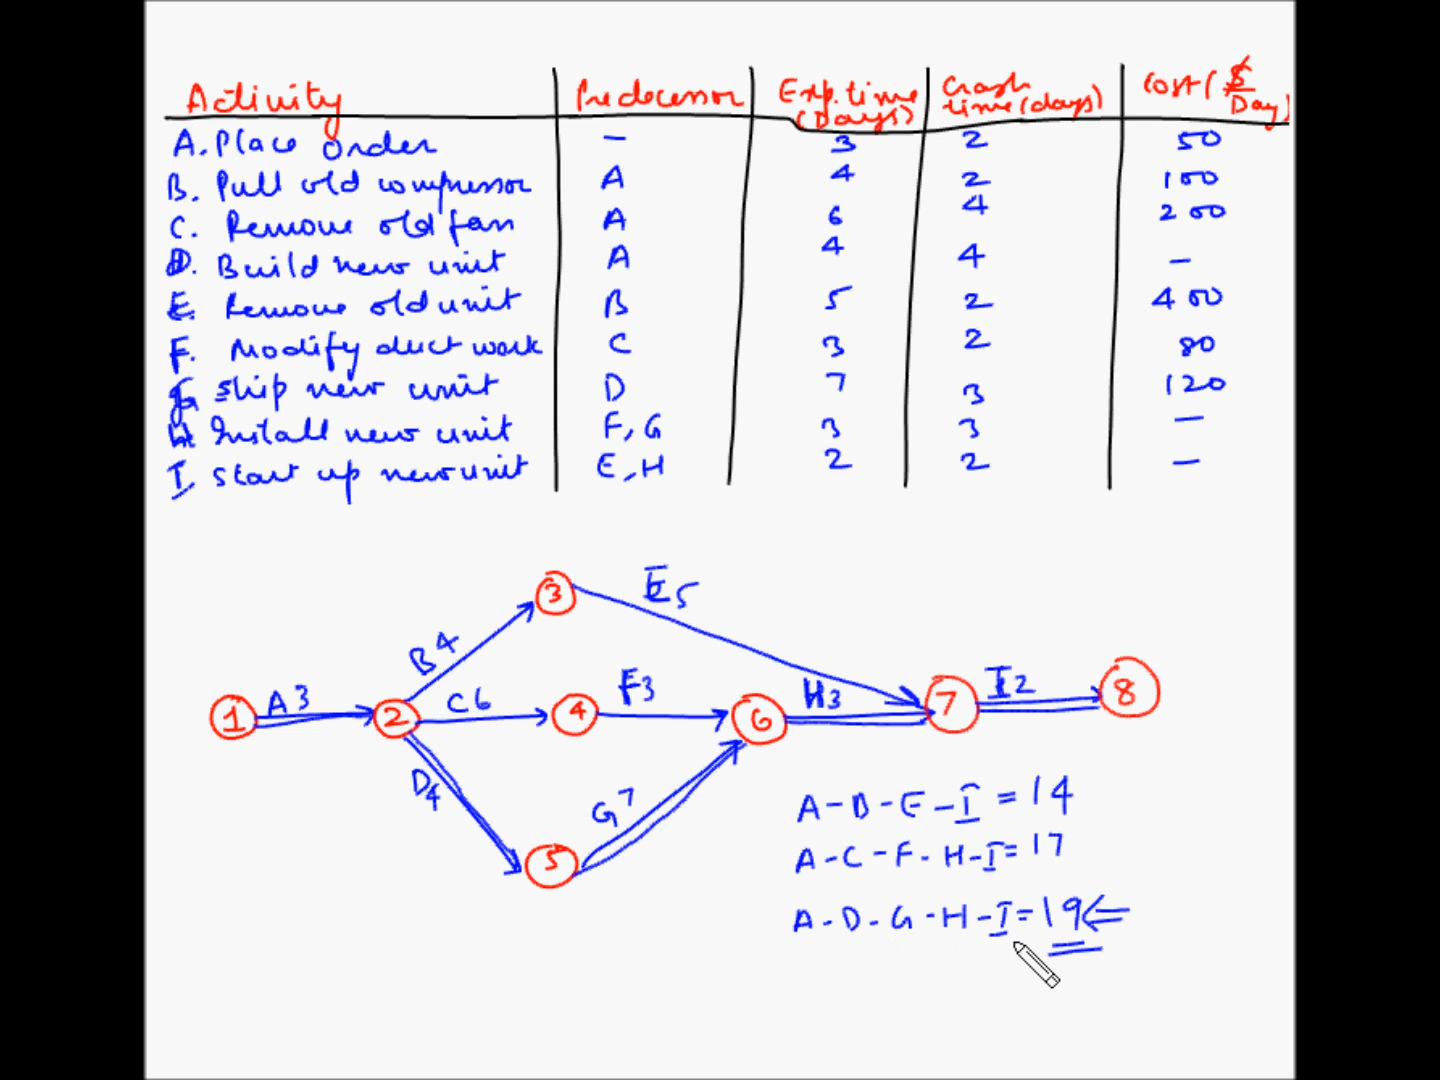 Activity Predecessor Exp.time (Days) Crash time (days) Cost ($/Day)
A. Place order - 3 2 50
B. Pull old compressor A 4 2 100
C. Remove old fan A 6 4 200
D. Build new unit A 4 4 -
E. Remove old unit B 5 2 400
F. Modify duct work C 3 2 80
G ship new unit D 7 3 120
H. Install new unit F, G 3 3 -
I Start up new unit E, H 2 2 -
3
E5
B4
A3
C6
F3
H3
I2
1
2
4
6
7
8
D4
G7
5
A-B-E-I = 14
A-C-F-H-I = 17
A-D-G-H-I = 19 ⇐